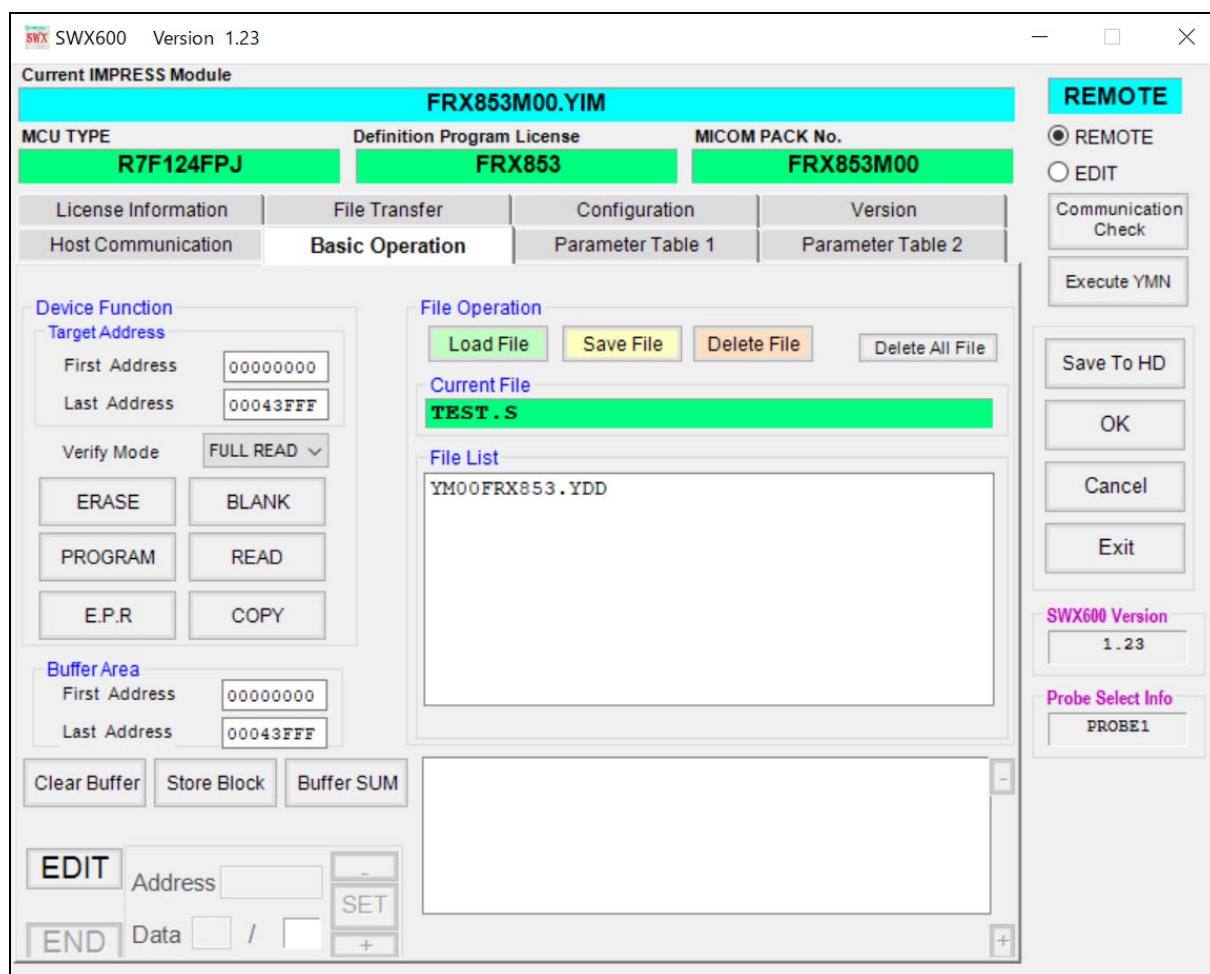 SWX SWX600 Version 1.23
Current IMPRESS Module
FRX853M00.YIM
MCU TYPE Definition Program License MICOM PACK No.
R7F124FPJ FRX853 FRX853M00
License Information File Transfer Configuration Version
Host Communication Basic Operation Parameter Table 1 Parameter Table 2
Device Function
Target Address
First Address 00000000
Last Address 00043FFF
Verify Mode FULL READ
ERASE BLANK
PROGRAM READ
E.P.R COPY
Buffer Area
First Address 00000000
Last Address 00043FFF
Clear Buffer Store Block Buffer SUM
EDIT Address -
SET
END Data / +
File Operation
Load File Save File Delete File Delete All File
Current File
TEST.S
File List
YM00FRX853.YDD
-
+
REMOTE
REMOTE
EDIT
Communication
Check
Execute YMN
Save To HD
OK
Cancel
Exit
SWX600 Version
1.23
Probe Select Info
PROBE1